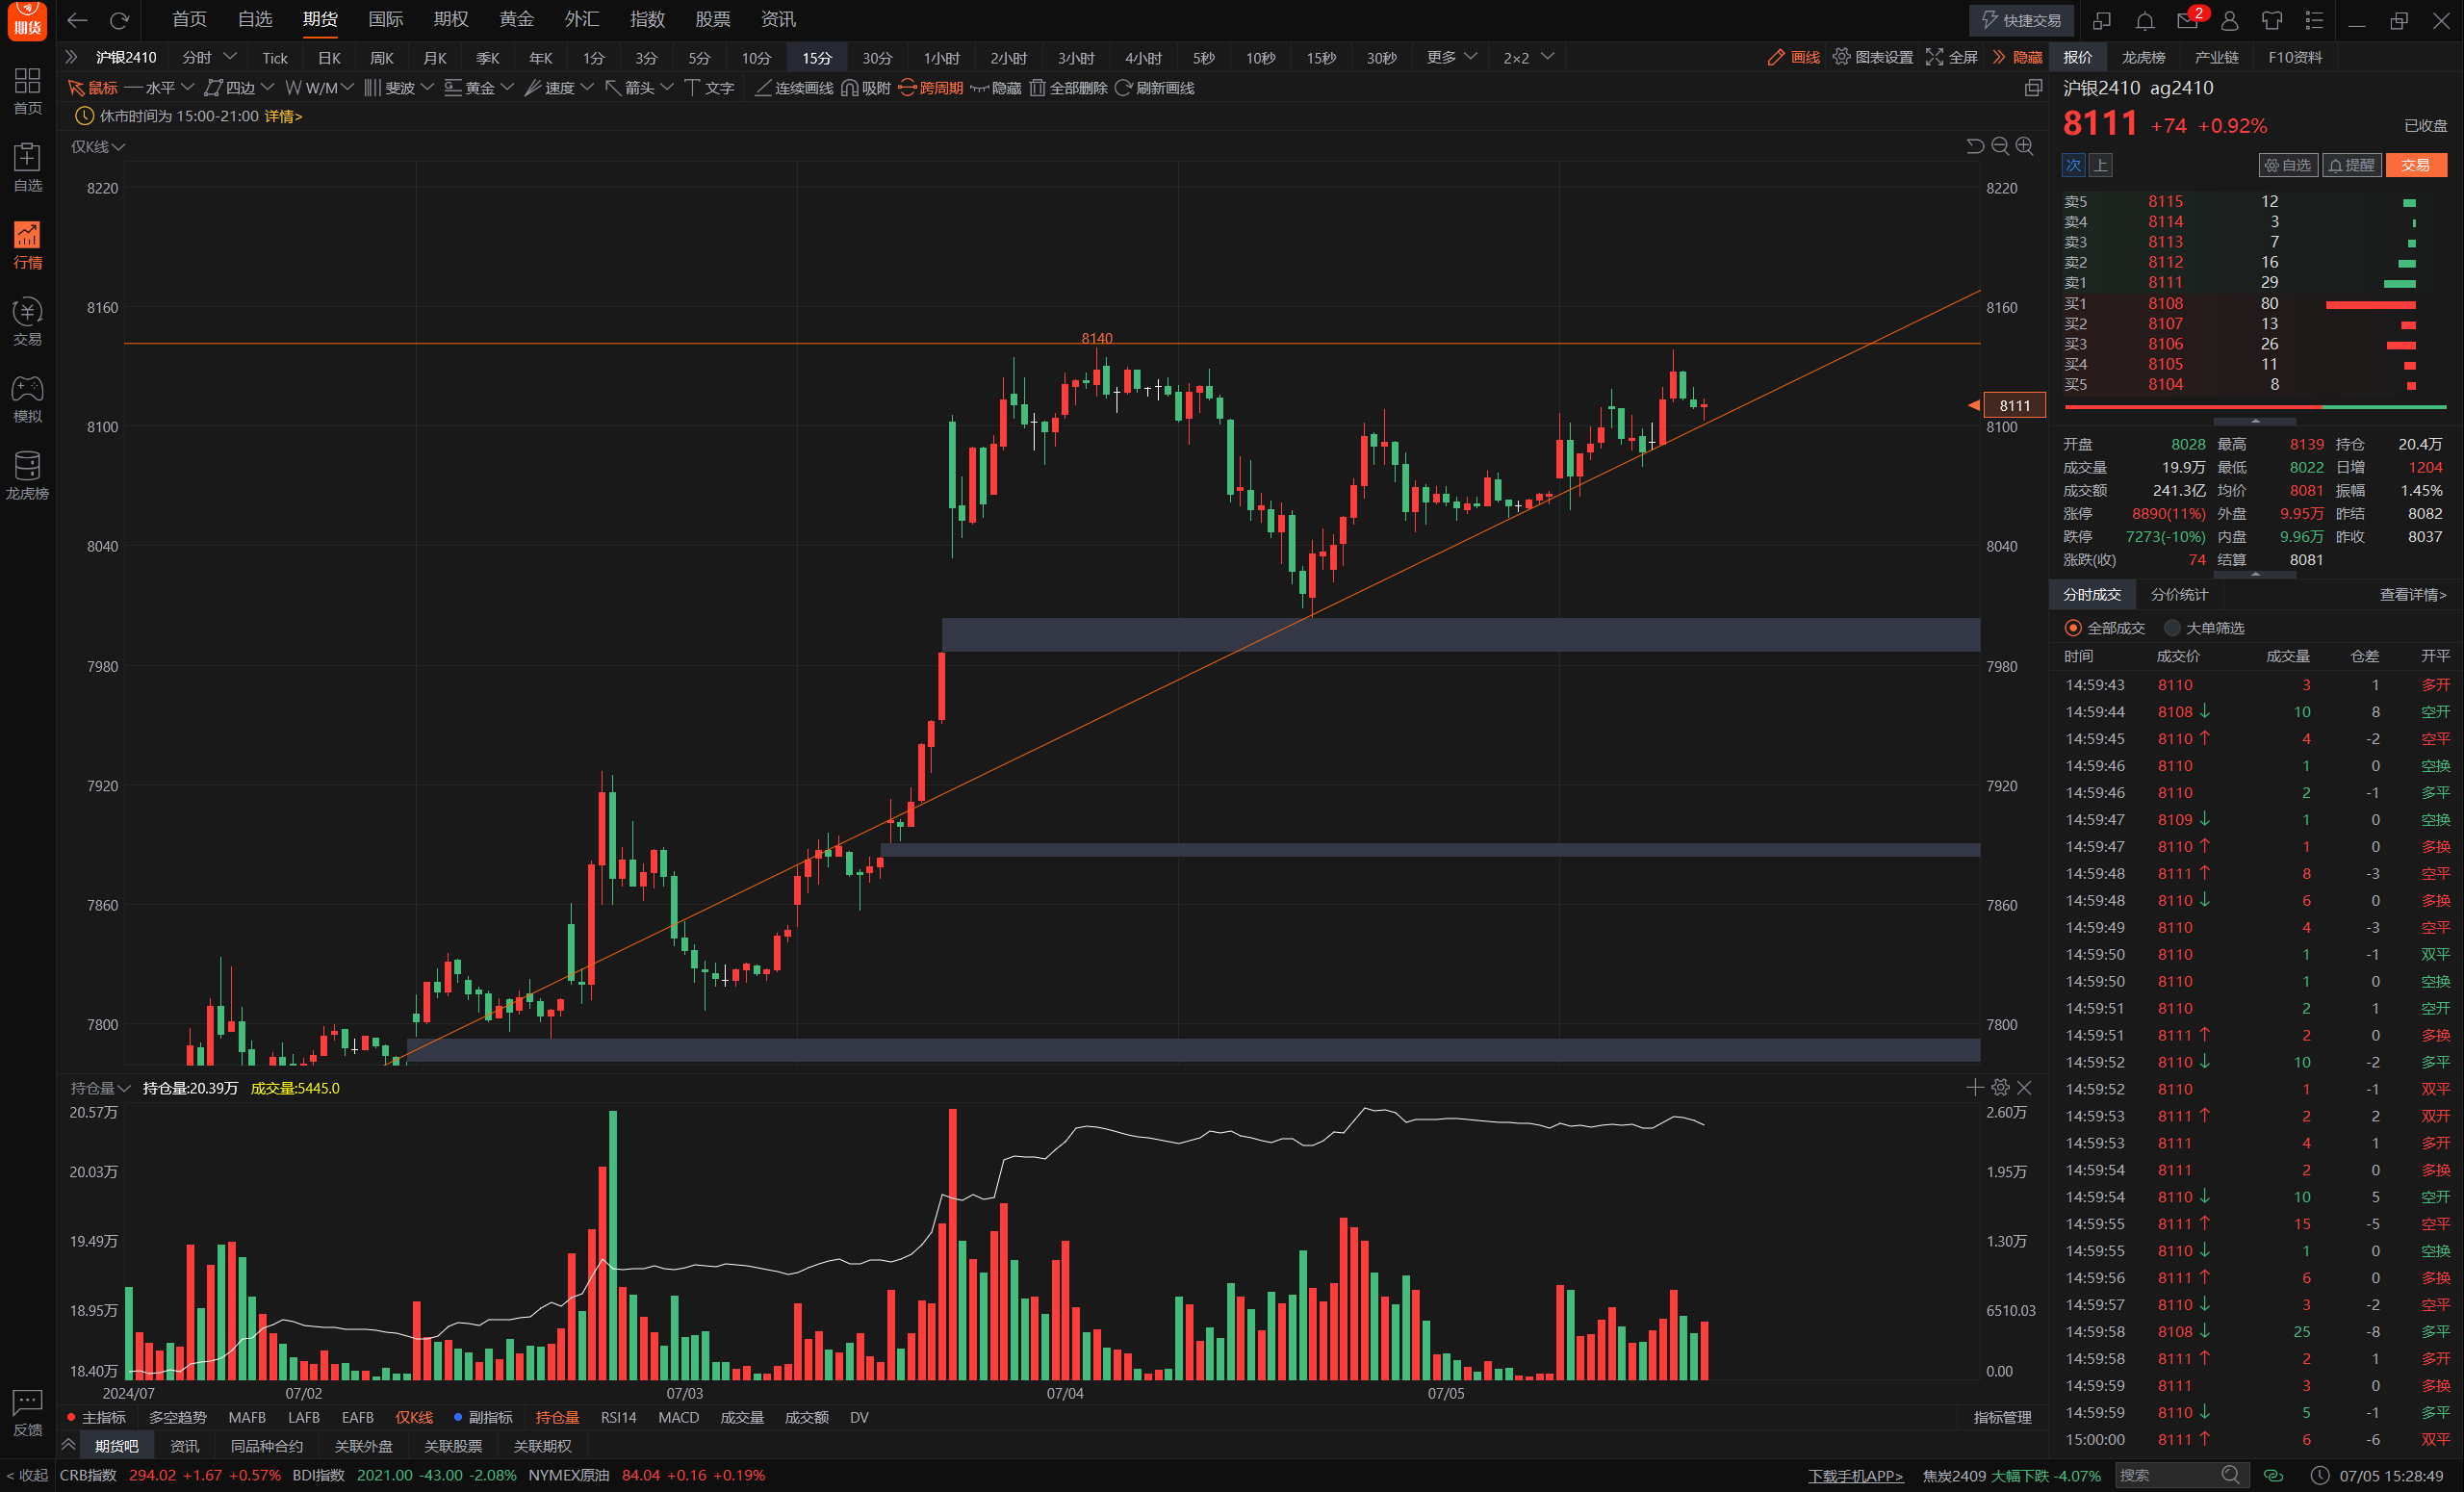 期货 首页 自选 期货 国际 期权 黄金 外汇 指数 股票 资讯 快捷交易 2
沪银2410 分时 Tick 日K 周K 月K 季K 年K 1分 3分 5分 10分 15分 30分 1小时 2小时 3小时 4小时 5秒 10秒 15秒 30秒 更多 2×2 画线 图表设置 全屏 隐藏
鼠标 水平 四边 W/M 斐波 黄金 速度 箭头 文字 连续画线 吸附 跨周期 隐藏 全部删除 刷新画线
休市时间为 15:00-21:00 详情>
仅K线
首页
自选
行情
交易
模拟
龙虎榜
反馈
8220 8220
8160 8160
8140
8111
8100 8100
8040 8040
7980 7980
7920 7920
7860 7860
7800 7800
持仓量 持仓量:20.39万 成交量:5445.0
20.57万 2.60万
20.03万 1.95万
19.49万 1.30万
18.95万 6510.03
18.40万 0.00
2024/07 07/02 07/03 07/04 07/05
主指标 多空趋势 MAFB LAFB EAFB 仅K线 副指标 持仓量 RSI14 MACD 成交量 成交额 DV 指标管理
期货吧 资讯 同品种合约 关联外盘 关联股票 关联期权
报价 龙虎榜 产业链 F10资料
沪银2410 ag2410
8111 +74 +0.92% 已收盘
次 上 自选 提醒 交易
卖5 8115 12
卖4 8114 3
卖3 8113 7
卖2 8112 16
卖1 8111 29
买1 8108 80
买2 8107 13
买3 8106 26
买4 8105 11
买5 8104 8
开盘 8028 最高 8139 持仓 20.4万
成交量 19.9万 最低 8022 日增 1204
成交额 241.3亿 均价 8081 振幅 1.45%
涨停 8890(11%) 外盘 9.95万 昨结 8082
跌停 7273(-10%) 内盘 9.96万 昨收 8037
涨跌(收) 74 结算 8081
分时成交 分价统计 查看详情>
全部成交 大单筛选
时间 成交价 成交量 仓差 开平
14:59:43 8110 3 1 多开
14:59:44 8108 ↓ 10 8 空开
14:59:45 8110 ↑ 4 -2 空平
14:59:46 8110 1 0 空换
14:59:46 8110 2 -1 多平
14:59:47 8109 ↓ 1 0 空换
14:59:47 8110 ↑ 1 0 多换
14:59:48 8111 ↑ 8 -3 空平
14:59:48 8110 ↓ 6 0 多换
14:59:49 8110 4 -3 空平
14:59:50 8110 1 -1 双平
14:59:50 8110 1 0 空换
14:59:51 8110 2 1 空开
14:59:51 8111 ↑ 2 0 多换
14:59:52 8110 ↓ 10 -2 多平
14:59:52 8110 1 -1 双平
14:59:53 8111 ↑ 2 2 双开
14:59:53 8111 4 1 多开
14:59:54 8111 2 0 多换
14:59:54 8110 ↓ 10 5 空开
14:59:55 8111 ↑ 15 -5 空平
14:59:55 8110 ↓ 1 0 空换
14:59:56 8111 ↑ 6 0 多换
14:59:57 8110 ↓ 3 -2 空平
14:59:58 8108 ↓ 25 -8 多平
14:59:58 8111 ↑ 2 1 多开
14:59:59 8111 3 0 多换
14:59:59 8110 ↓ 5 -1 多平
15:00:00 8111 ↑ 6 -6 双平
< 收起 CRB指数 294.02 +1.67 +0.57% BDI指数 2021.00 -43.00 -2.08% NYMEX原油 84.04 +0.16 +0.19% 下载手机APP> 焦炭2409 大幅下跌 -4.07% 搜索 07/05 15:28:49